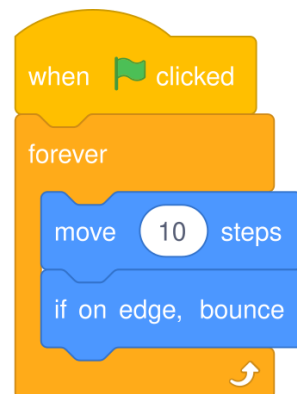 when clicked
forever
move 10 steps
if on edge, bounce